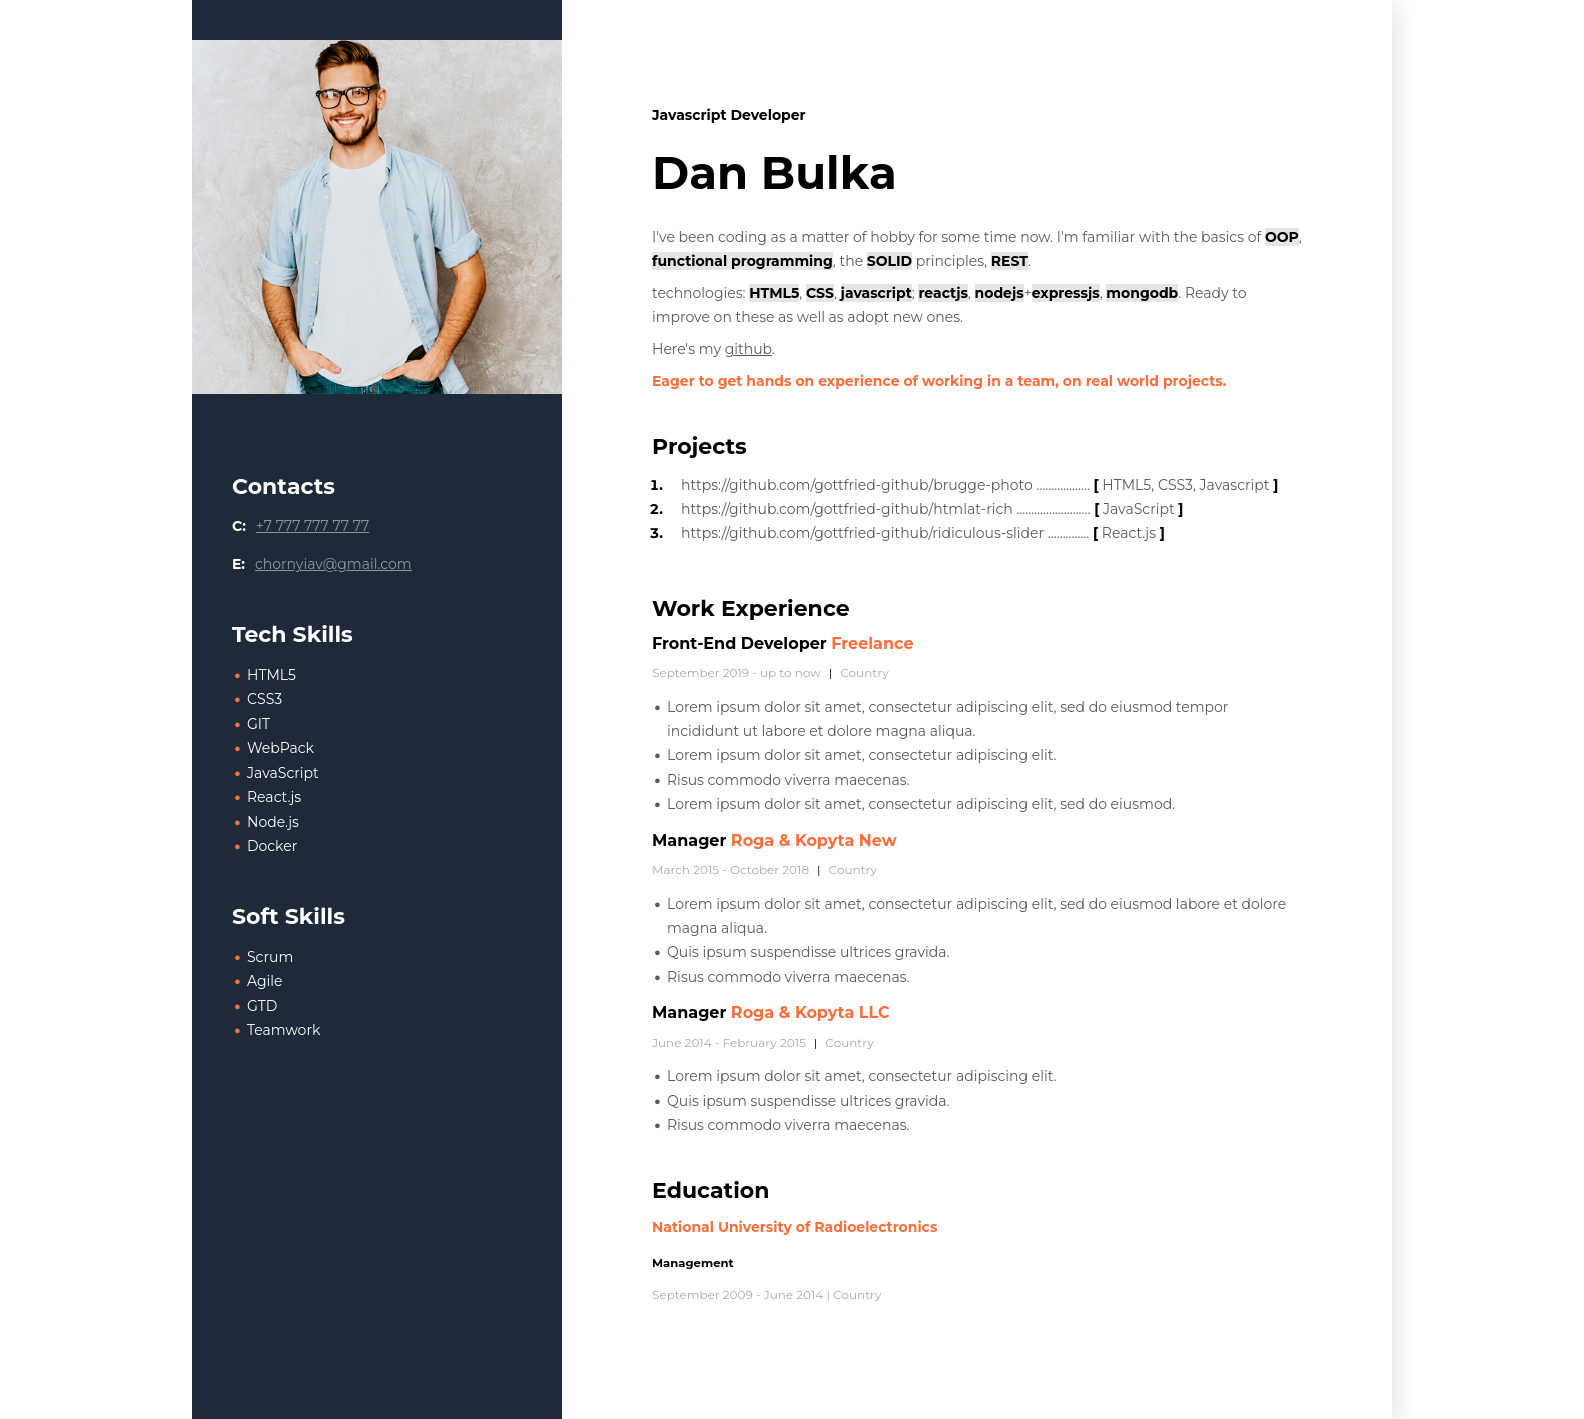 Contacts
C: +7 777 777 77 77
E: chornyiav@gmail.com
Tech Skills
• HTML5
• CSS3
• GIT
• WebPack
• JavaScript
• React.js
• Node.js
• Docker
Soft Skills
• Scrum
• Agile
• GTD
• Teamwork
Javascript Developer
Dan Bulka
I've been coding as a matter of hobby for some time now. I'm familiar with the basics of OOP,
functional programming, the SOLID principles, REST.
technologies: HTML5, CSS, javascript; reactjs, nodejs+expressjs, mongodb. Ready to
improve on these as well as adopt new ones.
Here's my github.
Eager to get hands on experience of working in a team, on real world projects.
Projects
1. https://github.com/gottfried-github/brugge-photo .................. [ HTML5, CSS3, Javascript ]
2. https://github.com/gottfried-github/htmlat-rich ......................... [ JavaScript ]
3. https://github.com/gottfried-github/ridiculous-slider .............. [ React.js ]
Work Experience
Front-End Developer Freelance
September 2019 - up to now | Country
• Lorem ipsum dolor sit amet, consectetur adipiscing elit, sed do eiusmod tempor
incididunt ut labore et dolore magna aliqua.
• Lorem ipsum dolor sit amet, consectetur adipiscing elit.
• Risus commodo viverra maecenas.
• Lorem ipsum dolor sit amet, consectetur adipiscing elit, sed do eiusmod.
Manager Roga & Kopyta New
March 2015 - October 2018 | Country
• Lorem ipsum dolor sit amet, consectetur adipiscing elit, sed do eiusmod labore et dolore
magna aliqua.
• Quis ipsum suspendisse ultrices gravida.
• Risus commodo viverra maecenas.
Manager Roga & Kopyta LLC
June 2014 - February 2015 | Country
• Lorem ipsum dolor sit amet, consectetur adipiscing elit.
• Quis ipsum suspendisse ultrices gravida.
• Risus commodo viverra maecenas.
Education
National University of Radioelectronics
Management
September 2009 - June 2014 | Country